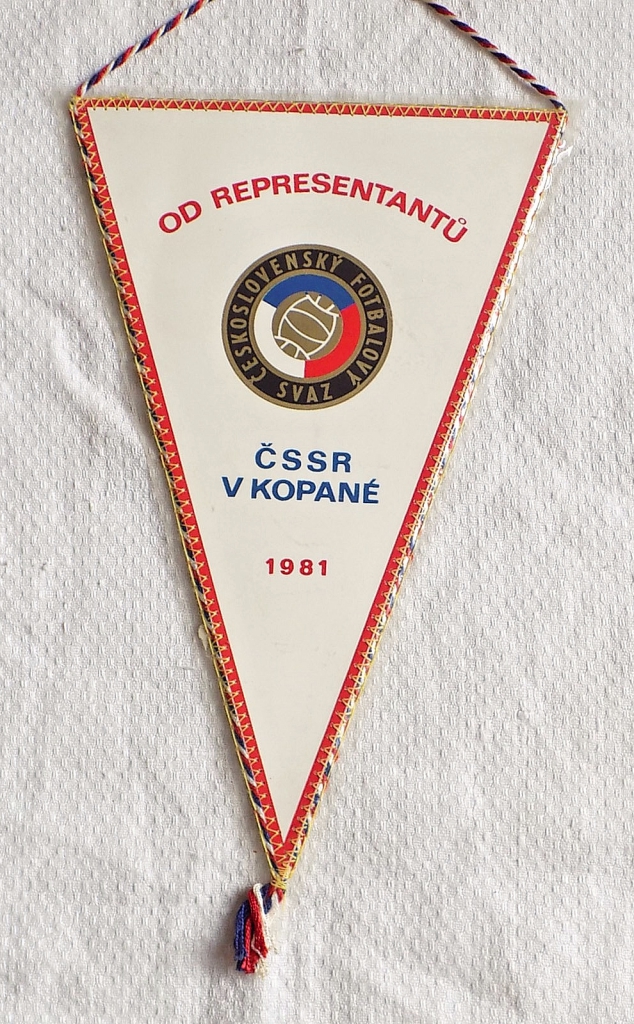 OD REPRESENTANTŮ
ČESKOSLOVENSKÝ FOTBALOVÝ SVAZ
ČSSR
V KOPANÉ
1981